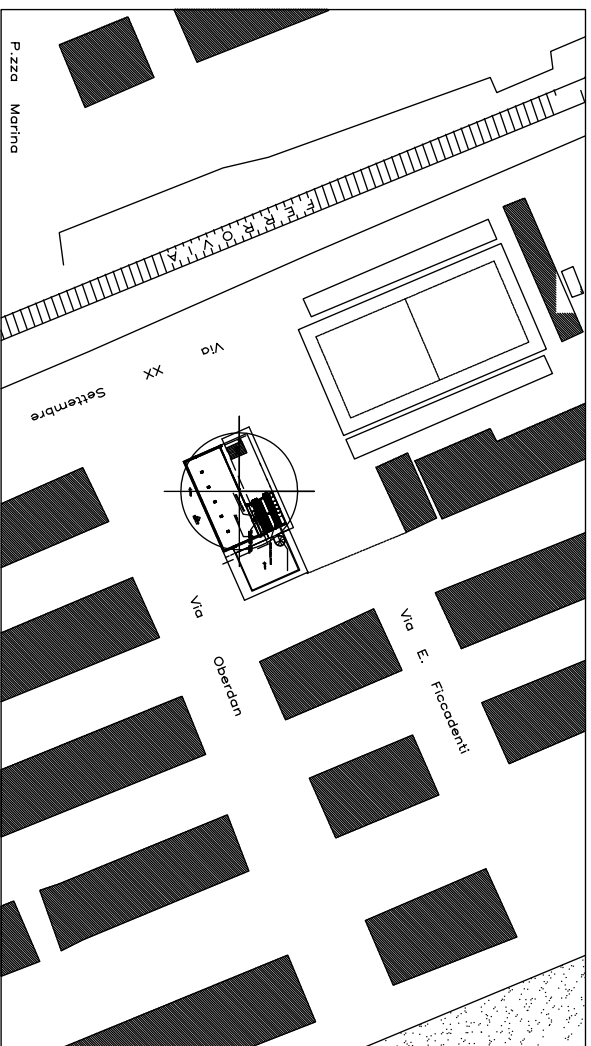 P.zza Marina
FERROVIA
Via XX Settembre
Via Oberdan
Via E. Ficcadenti